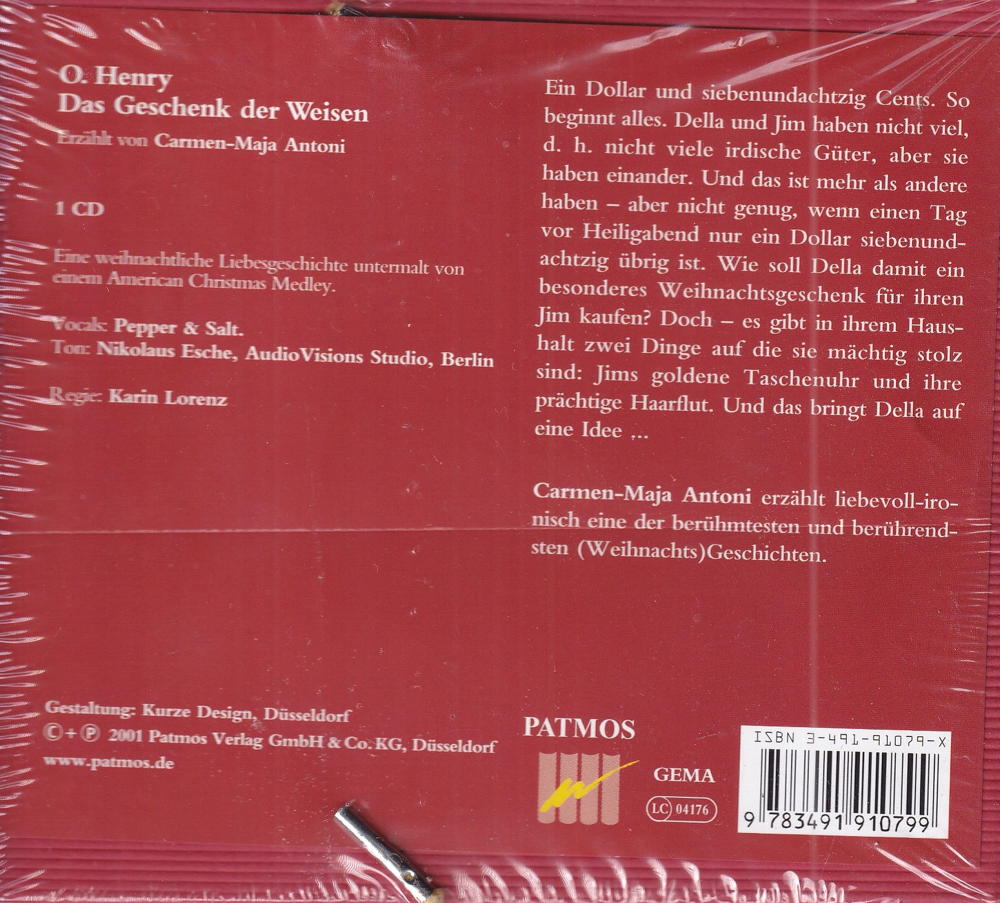 O. Henry
Das Geschenk der Weisen
Erzählt von Carmen-Maja Antoni
1 CD
Eine weihnachtliche Liebesgeschichte untermalt von
einem American Christmas Medley.
Vocals: Pepper & Salt.
Ton: Nikolaus Esche, AudioVisions Studio, Berlin
Regie: Karin Lorenz
Ein Dollar und siebenundachtzig Cents. So
beginnt alles. Della und Jim haben nicht viel,
d. h. nicht viele irdische Güter, aber sie
haben einander. Und das ist mehr als andere
haben – aber nicht genug, wenn einen Tag
vor Heiligabend nur ein Dollar siebenund-
achtzig übrig ist. Wie soll Della damit ein
besonderes Weihnachtsgeschenk für ihren
Jim kaufen? Doch – es gibt in ihrem Haus-
halt zwei Dinge auf die sie mächtig stolz
sind: Jims goldene Taschenuhr und ihre
prächtige Haarflut. Und das bringt Della auf
eine Idee ...
Carmen-Maja Antoni erzählt liebevoll-iro-
nisch eine der berühmtesten und berührend-
sten (Weihnachts)Geschichten.
Gestaltung: Kurze Design, Düsseldorf
©+℗ 2001 Patmos Verlag GmbH & Co. KG, Düsseldorf
www.patmos.de
PATMOS
GEMA
LC 04176
ISBN 3-491-91079-X
9 783491 910799